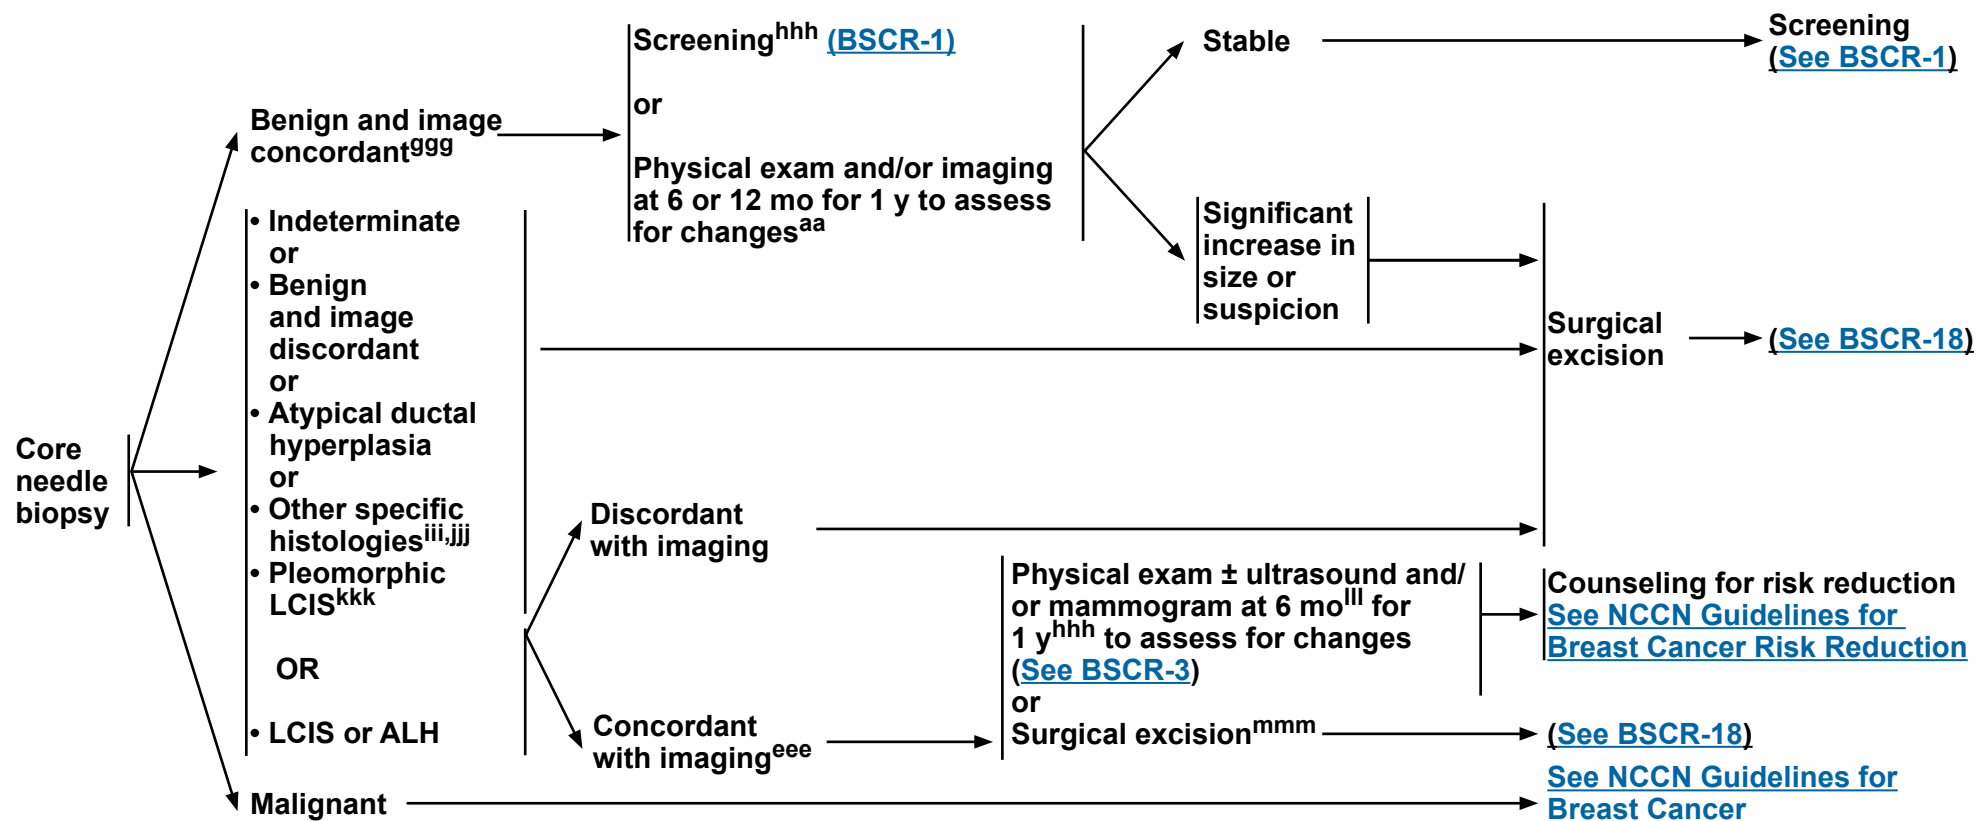 Core
needle
biopsy
Benign and image
concordantggg
• Indeterminate
or
• Benign
and image
discordant
or
• Atypical ductal
hyperplasia
or
• Other specific
histologiesiii,jjj
• Pleomorphic
LCISkkk
OR
• LCIS or ALH
Malignant
Screeninghhh (BSCR-1)
or
Physical exam and/or imaging
at 6 or 12 mo for 1 y to assess
for changesaa
Stable
Significant
increase in
size or
suspicion
Screening
(See BSCR-1)
Surgical
excision
(See BSCR-18)
Discordant
with imaging
Concordant
with imagingeee
Physical exam ± ultrasound and/
or mammogram at 6 molll for
1 yhhh to assess for changes
(See BSCR-3)
or
Surgical excisionmmm
Counseling for risk reduction
See NCCN Guidelines for
Breast Cancer Risk Reduction
(See BSCR-18)
See NCCN Guidelines for
Breast Cancer